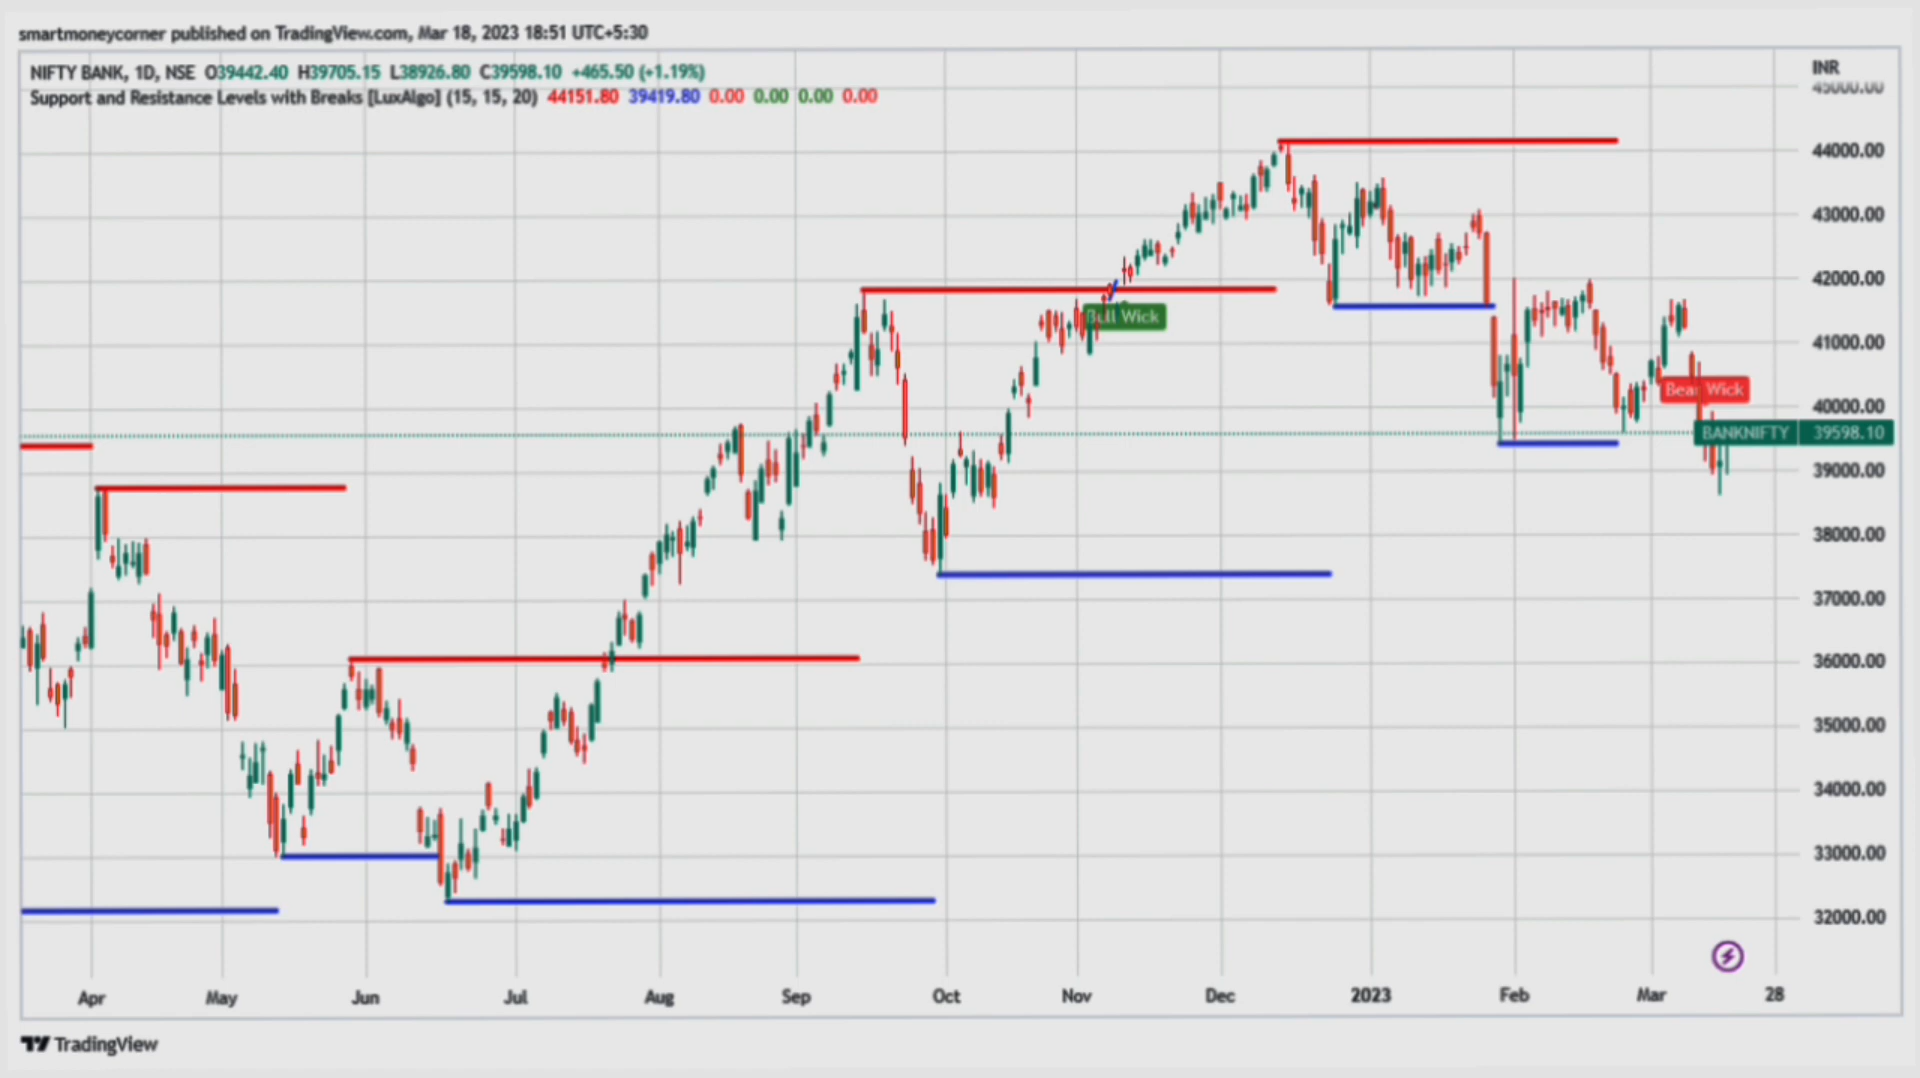 smartmoneycorner published on TradingView.com, Mar 18, 2023 18:51 UTC+5:30
NIFTY BANK, 1D, NSE O39442.40 H39705.15 L38926.80 C39598.10 +465.50 (+1.19%)
Support and Resistance Levels with Breaks [LuxAlgo] (15, 15, 20) 44151.80 39419.80 0.00 0.00 0.00 0.00
INR
45000.00
44000.00
43000.00
42000.00
Bull Wick
41000.00
Bear Wick
40000.00
BANKNIFTY 39598.10
39000.00
38000.00
37000.00
36000.00
35000.00
34000.00
33000.00
32000.00
Apr May Jun Jul Aug Sep Oct Nov Dec 2023 Feb Mar 28
TradingView